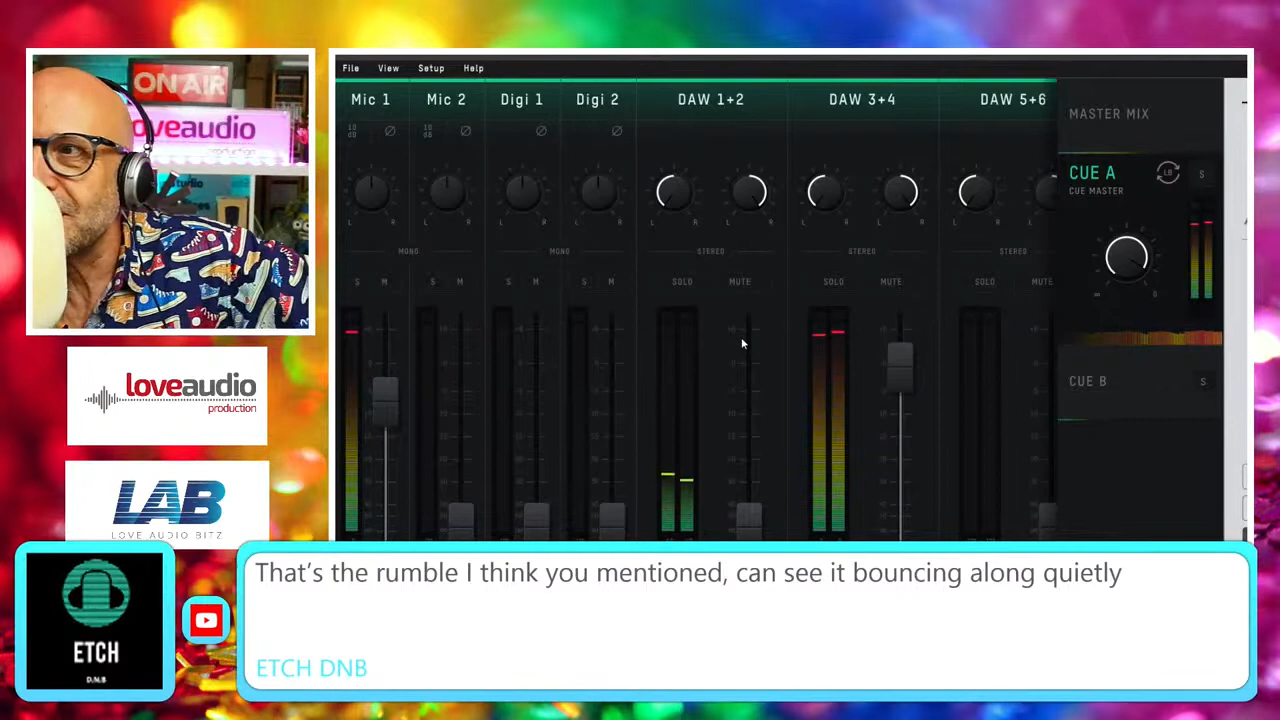 File View Setup Help
Mic 1 Mic 2 Digi 1 Digi 2 DAW 1+2 DAW 3+4 DAW 5+6
MASTER MIX
CUE A LB S
CUE MASTER
L R L R L R L R L R L R L R L R L
MONO MONO STEREO STEREO STEREO
S M S M S M S M SOLO MUTE SOLO MUTE SOLO MUTE
CUE B S
ON AIR
loveaudio
production
loveaudio
production
LAB
LOVE AUDIO BITZ
ETCH
D.N.B
That's the rumble I think you mentioned, can see it bouncing along quietly
ETCH DNB